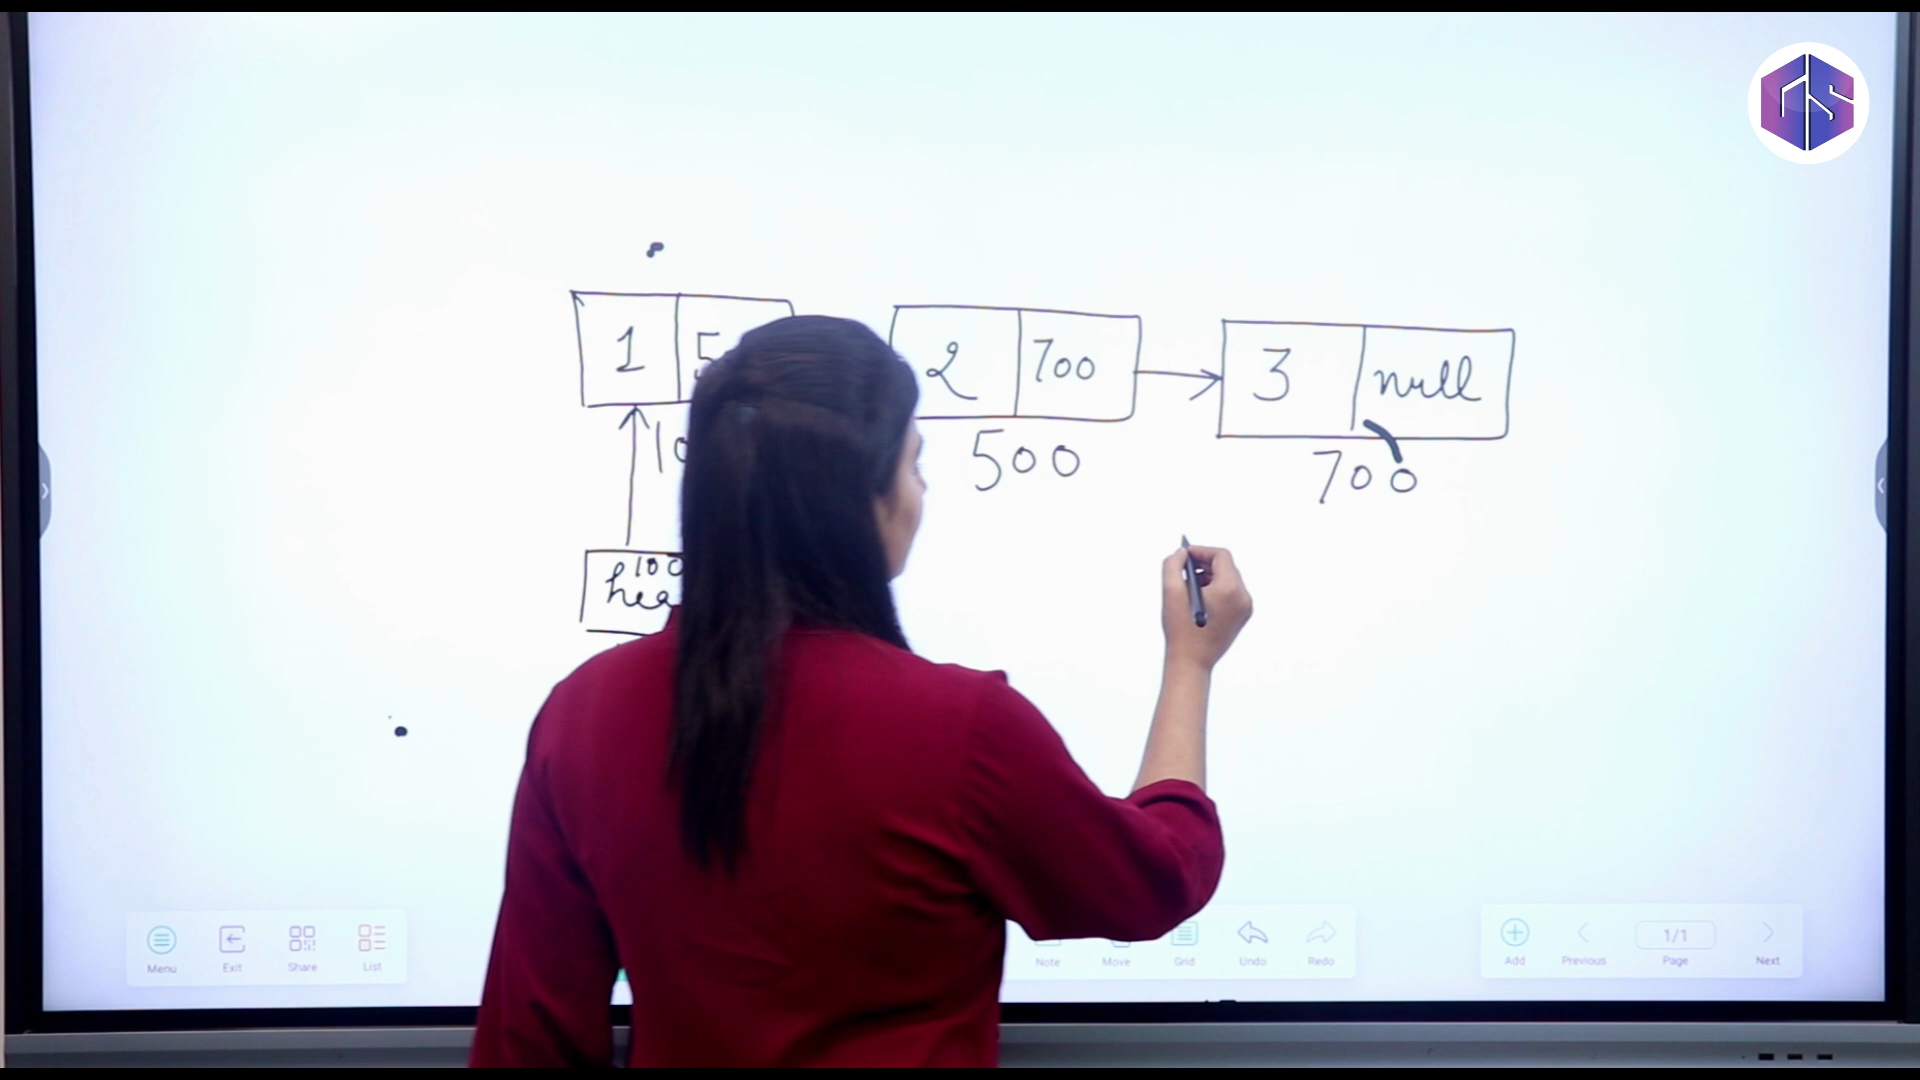 1
2 700
3 null
500
700
100
Menu Exit Share List
Note Move Grid Undo Redo
Add Previous 1/1 Page Next